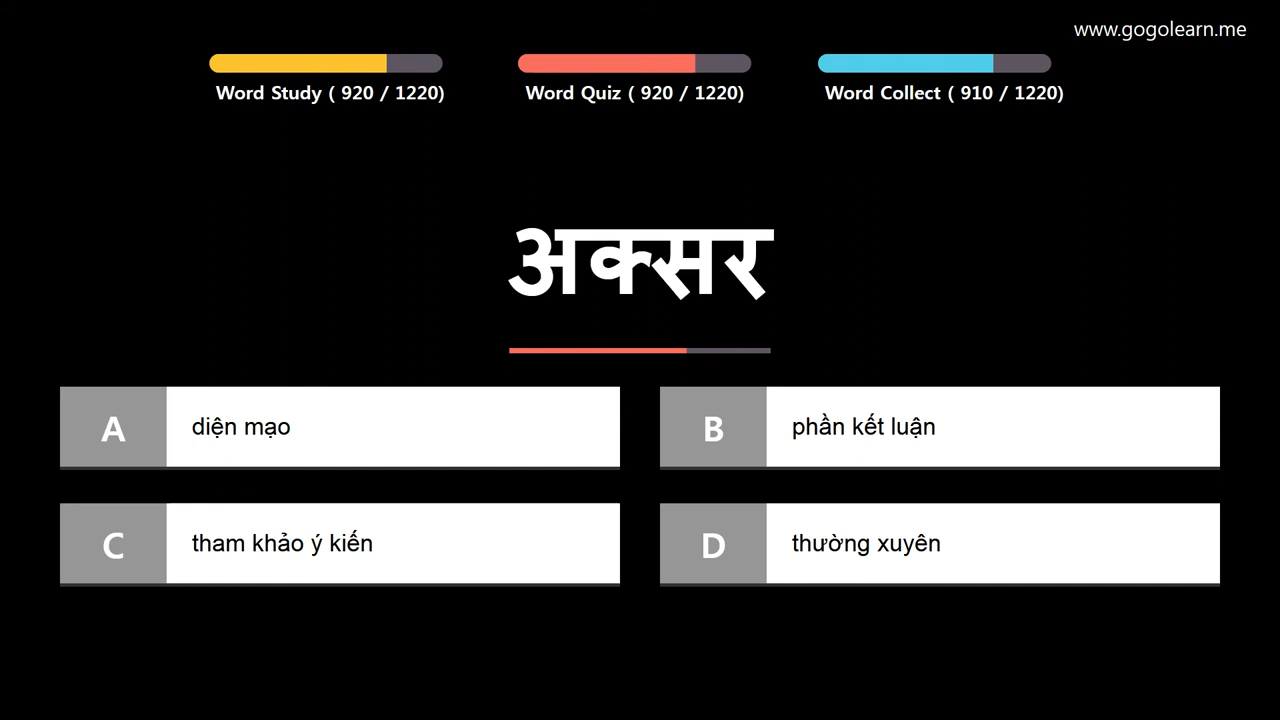 www.gogolearn.me
Word Study ( 920 / 1220)
Word Quiz ( 920 / 1220)
Word Collect ( 910 / 1220)
अक्सर
A
diện mạo
B
phần kết luận
C
tham khảo ý kiến
D
thường xuyên